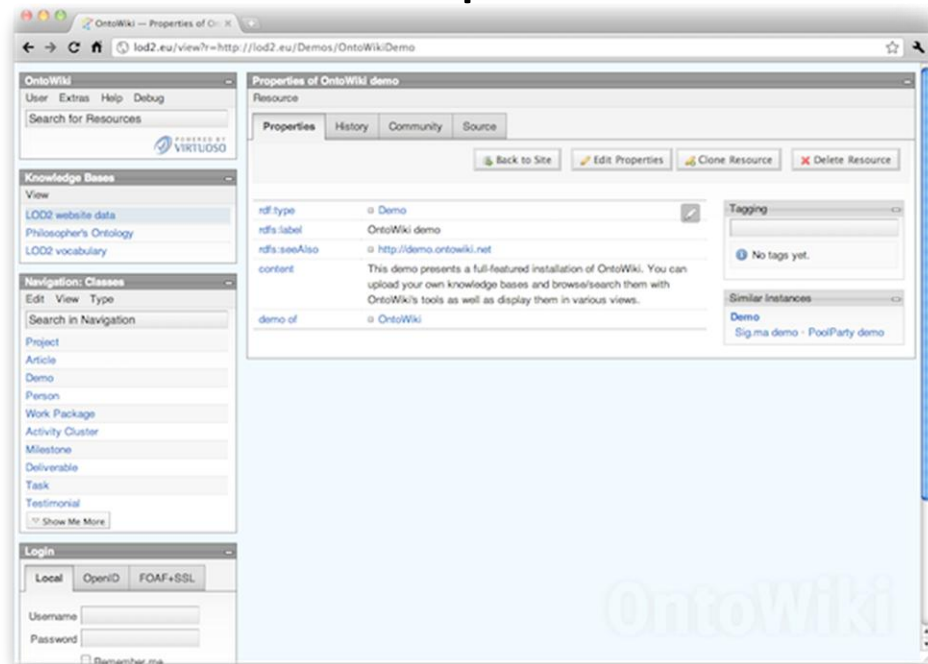 OntoWiki — Properties of On
lod2.eu/view?r=http://lod2.eu/Demos/OntoWikiDemo
OntoWiki
User Extras Help Debug
Search for Resources
POWERED BY
VIRTUOSO
Knowledge Bases
View
LOD2 website data
Philosopher's Ontology
LOD2 vocabulary
Navigation: Classes
Edit View Type
Search in Navigation
Project
Article
Demo
Person
Work Package
Activity Cluster
Milestone
Deliverable
Task
Testimonial
Show Me More
Login
Local OpenID FOAF+SSL
Username
Password
Remember me
Properties of OntoWiki demo
Resource
Properties History Community Source
Back to Site Edit Properties Clone Resource Delete Resource
rdf:type Demo
rdfs:label OntoWiki demo
rdfs:seeAlso http://demo.ontowiki.net
content This demo presents a full-featured installation of OntoWiki. You can
upload your own knowledge bases and browse/search them with
OntoWiki's tools as well as display them in various views.
demo of OntoWiki
Tagging
No tags yet.
Similar Instances
Demo
Sig.ma demo · PoolParty demo
OntoWiki